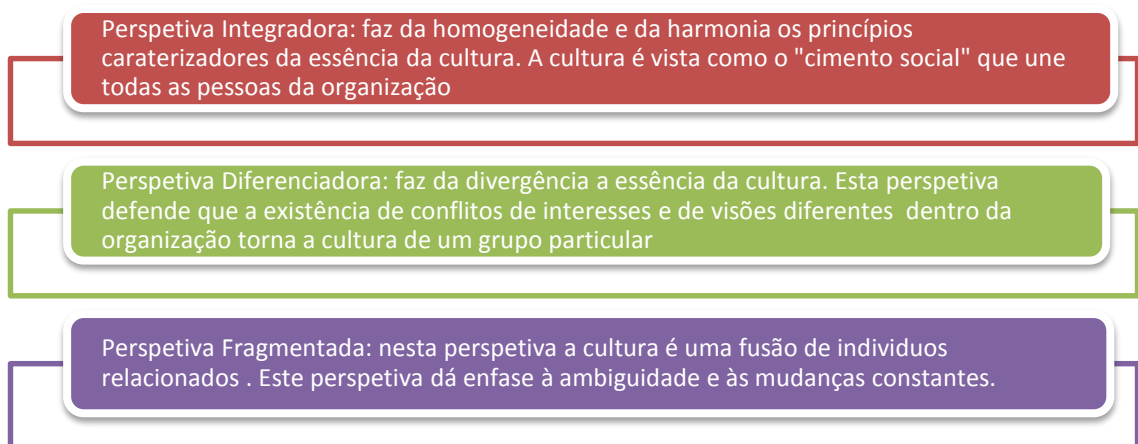 Perspetiva Integradora: faz da homogeneidade e da harmonia os princípios
caraterizadores da essência da cultura. A cultura é vista como o "cimento social" que une
todas as pessoas da organização
Perspetiva Diferenciadora: faz da divergência a essência da cultura. Esta perspetiva
defende que a existência de conflitos de interesses e de visões diferentes dentro da
organização torna a cultura de um grupo particular
Perspetiva Fragmentada: nesta perspetiva a cultura é uma fusão de individuos
relacionados . Este perspetiva dá enfase à ambiguidade e às mudanças constantes.